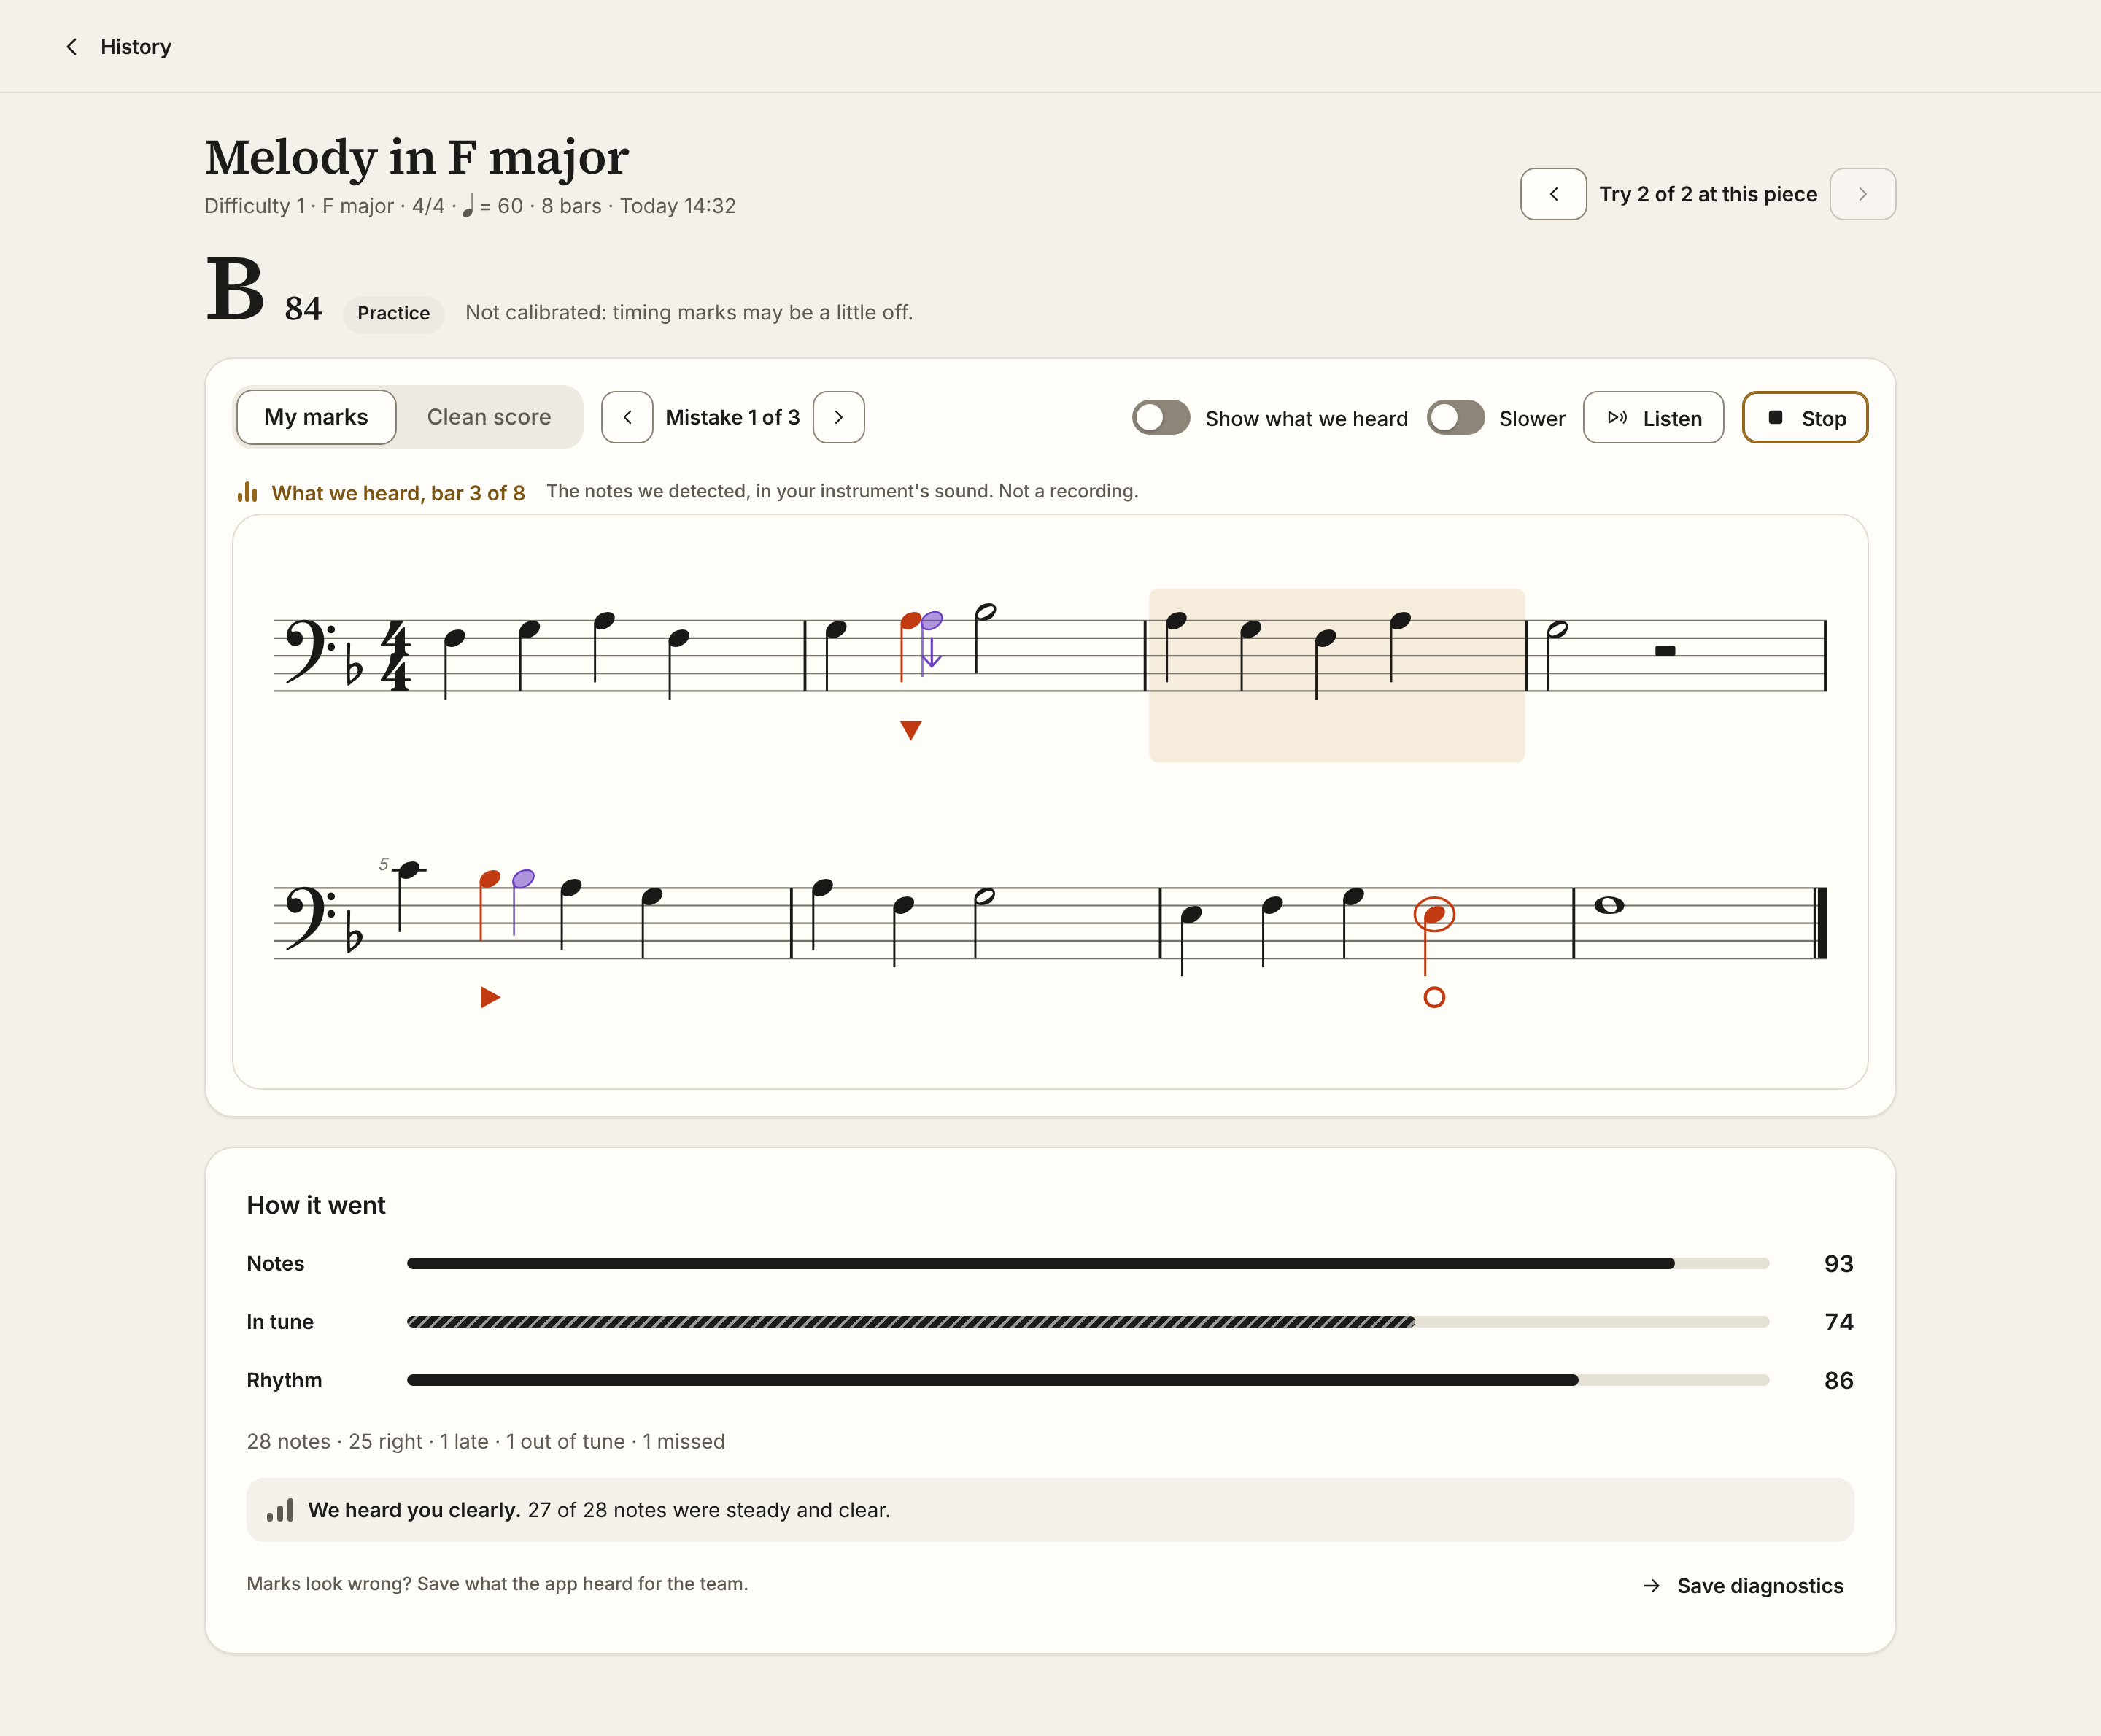 History
Melody in F major
Difficulty 1 · F major · 4/4 · ♩ = 60 · 8 bars · Today 14:32
Try 2 of 2 at this piece
B 84 Practice Not calibrated: timing marks may be a little off.
My marks Clean score Mistake 1 of 3 Show what we heard Slower Listen Stop
What we heard, bar 3 of 8 The notes we detected, in your instrument's sound. Not a recording.
4
4
5
How it went
Notes 93
In tune 74
Rhythm 86
28 notes · 25 right · 1 late · 1 out of tune · 1 missed
We heard you clearly. 27 of 28 notes were steady and clear.
Marks look wrong? Save what the app heard for the team. Save diagnostics